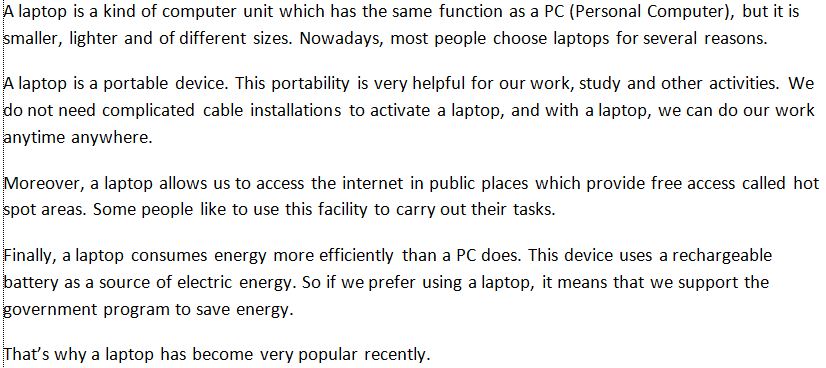 A laptop is a kind of computer unit which has the same function as a PC (Personal Computer), but it is
smaller, lighter and of different sizes. Nowadays, most people choose laptops for several reasons.
A laptop is a portable device. This portability is very helpful for our work, study and other activities. We
do not need complicated cable installations to activate a laptop, and with a laptop, we can do our work
anytime anywhere.
Moreover, a laptop allows us to access the internet in public places which provide free access called hot
spot areas. Some people like to use this facility to carry out their tasks.
Finally, a laptop consumes energy more efficiently than a PC does. This device uses a rechargeable
battery as a source of electric energy. So if we prefer using a laptop, it means that we support the
government program to save energy.
That's why a laptop has become very popular recently.